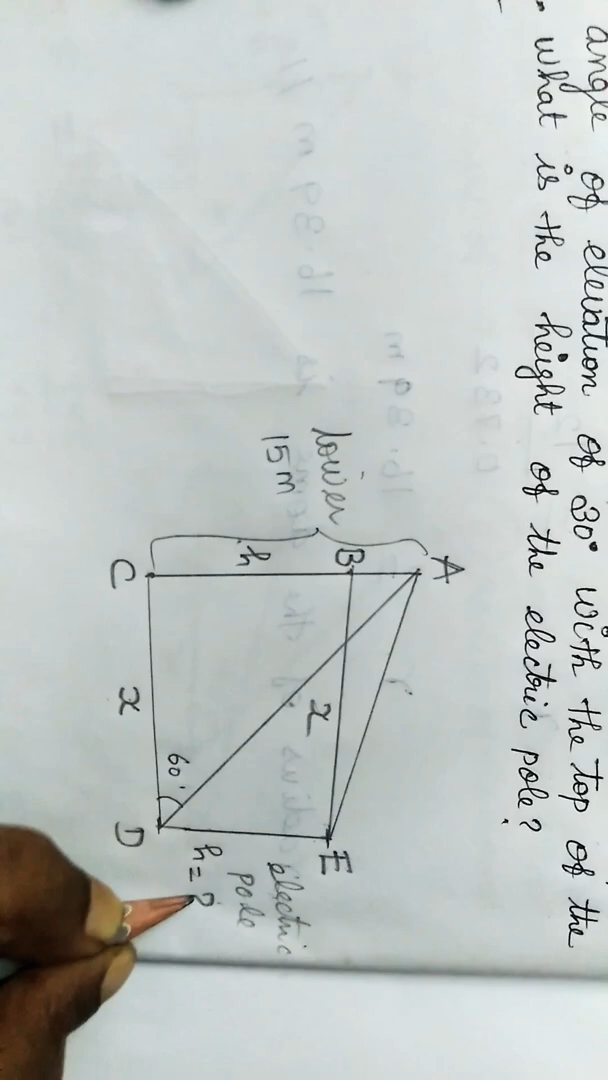 angle of elevation of 30° with the top of the
what is the height of the electric pole?
A
B
C
D
E
tower
15m
h
x
x
60°
electric
pole
h = ?